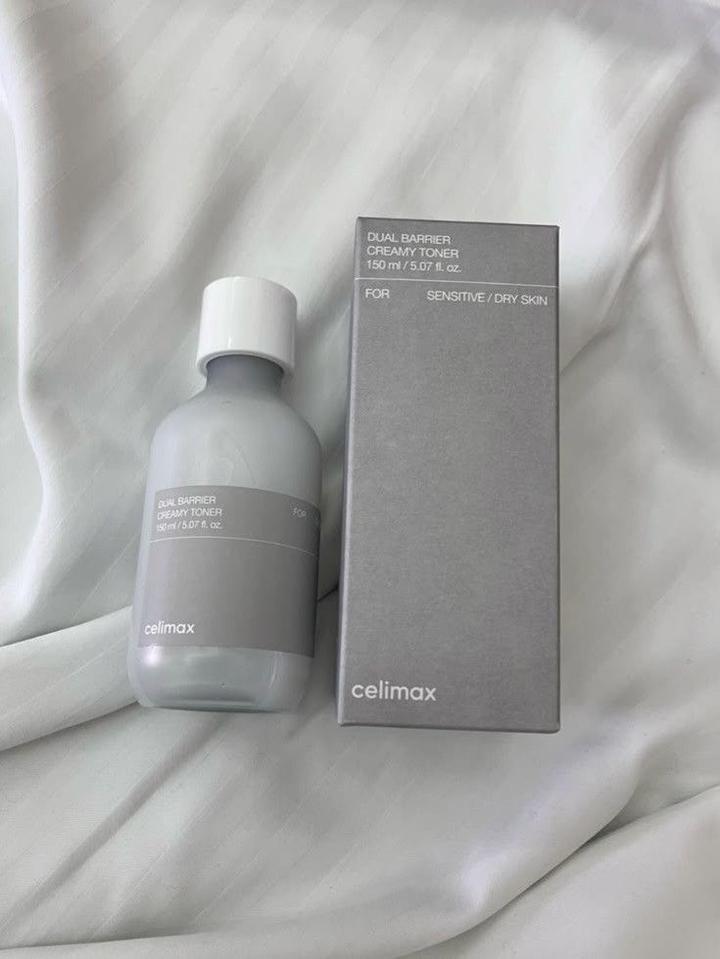 DUAL BARRIER
CREAMY TONER
150 ml / 5.07 fl. oz.
FOR
celimax
DUAL BARRIER
CREAMY TONER
150 ml / 5.07 fl. oz.
FOR SENSITIVE / DRY SKIN
celimax